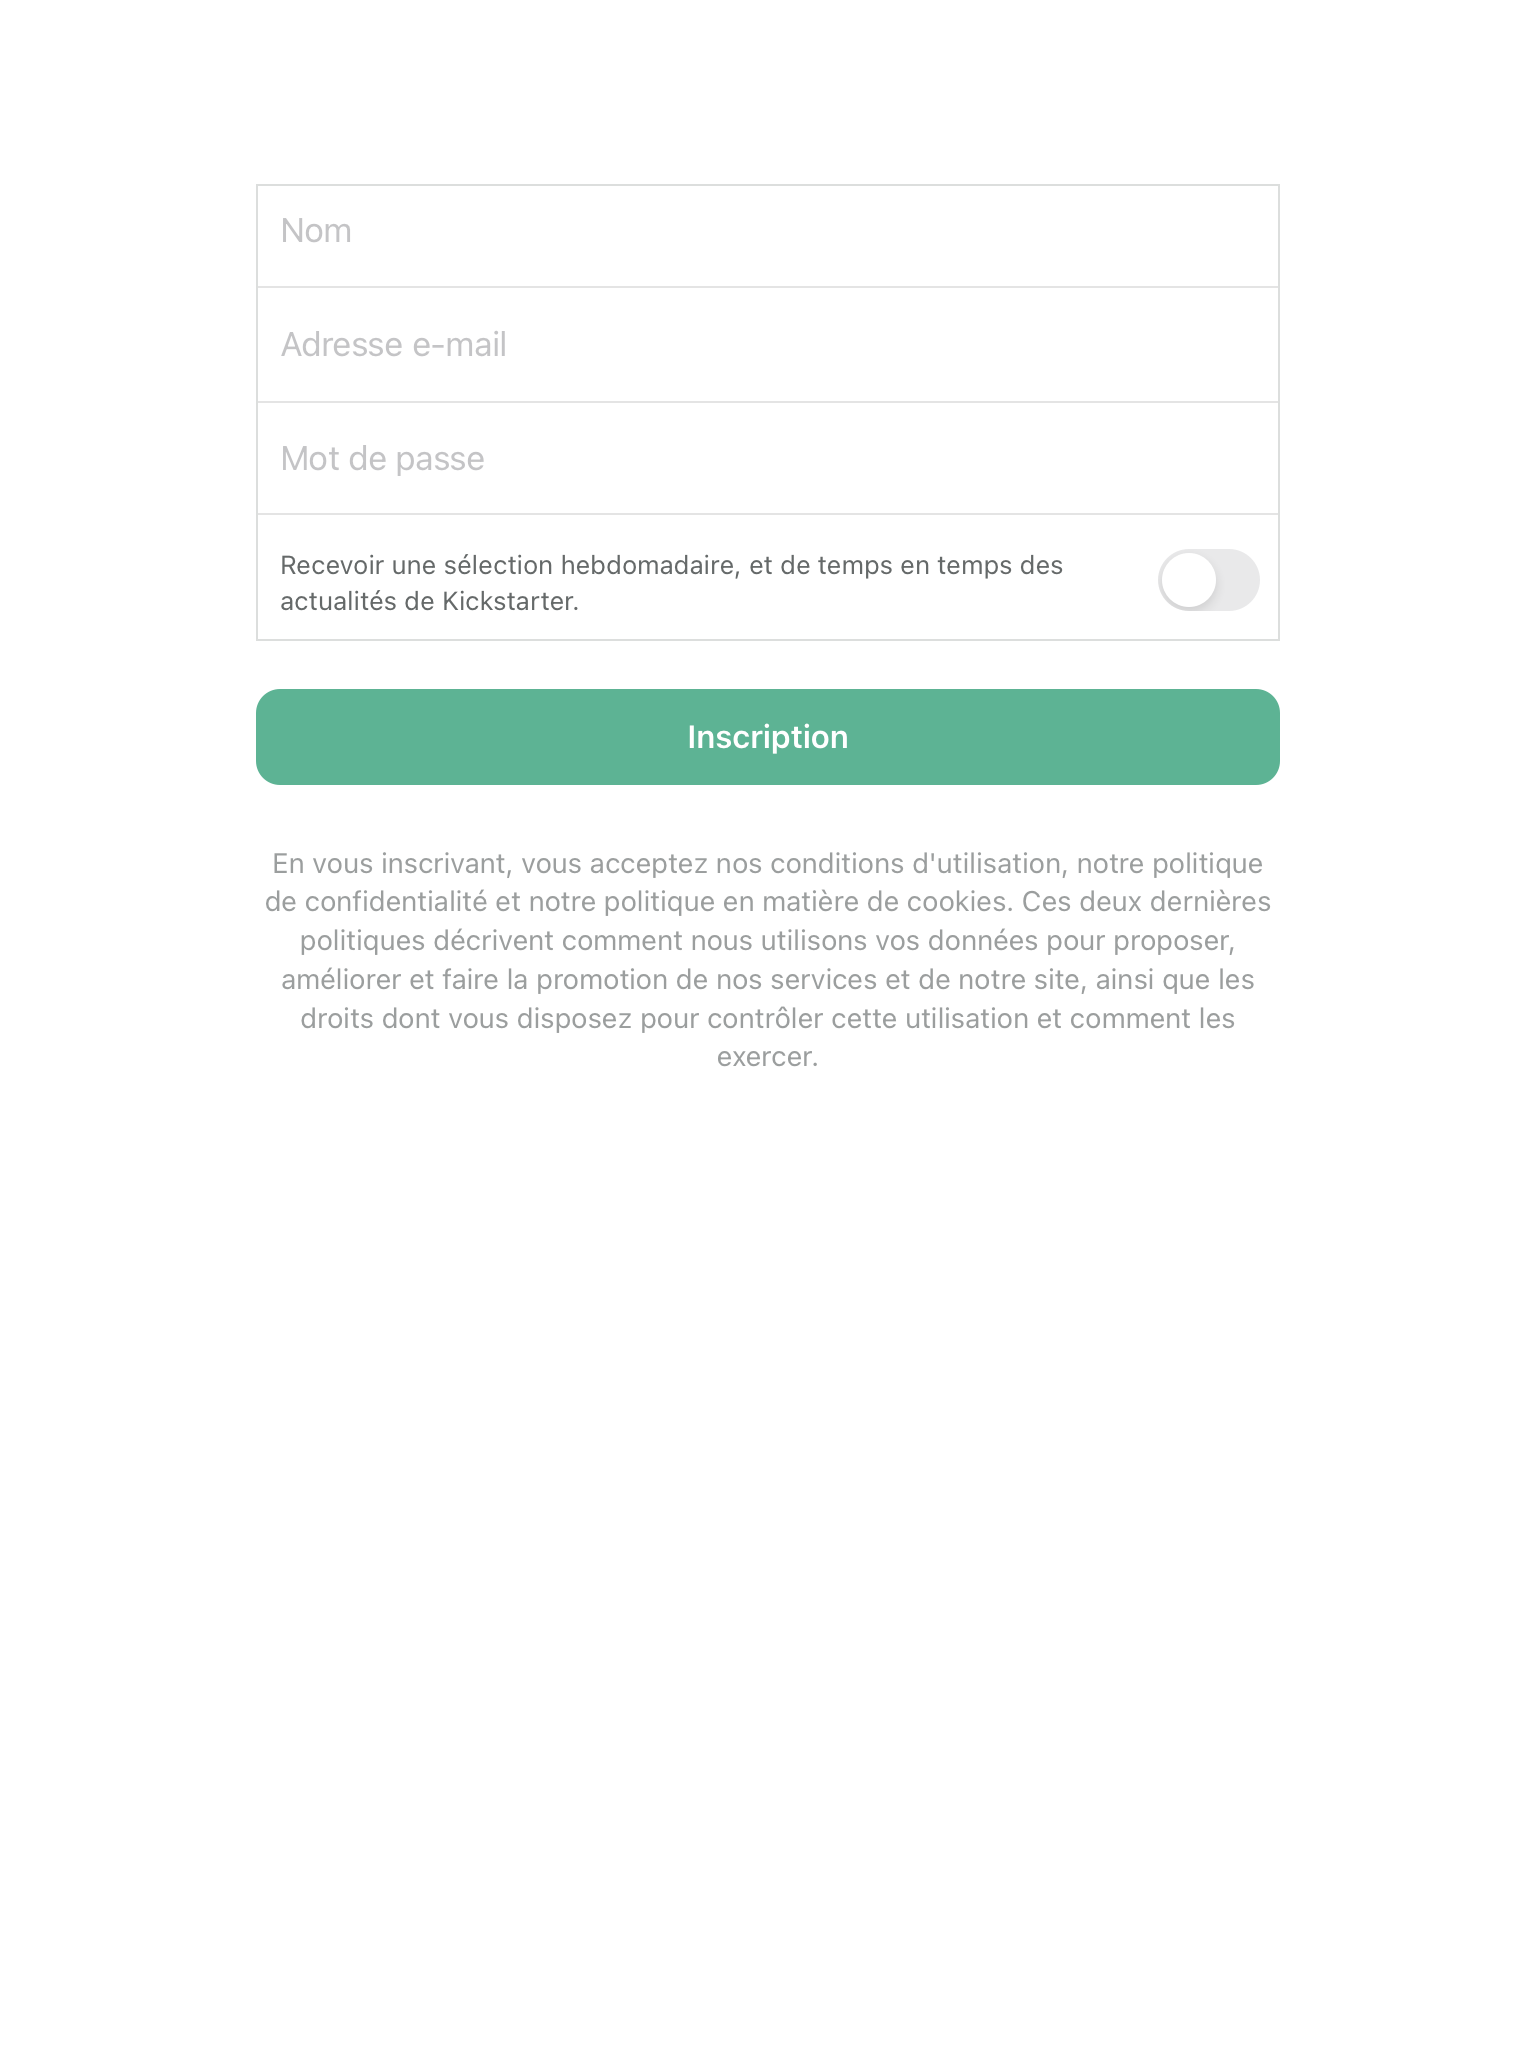 Nom
Adresse e-mail
Mot de passe
Recevoir une sélection hebdomadaire, et de temps en temps des
actualités de Kickstarter.
Inscription
En vous inscrivant, vous acceptez nos conditions d'utilisation, notre politique
de confidentialité et notre politique en matière de cookies. Ces deux dernières
politiques décrivent comment nous utilisons vos données pour proposer,
améliorer et faire la promotion de nos services et de notre site, ainsi que les
droits dont vous disposez pour contrôler cette utilisation et comment les
exercer.